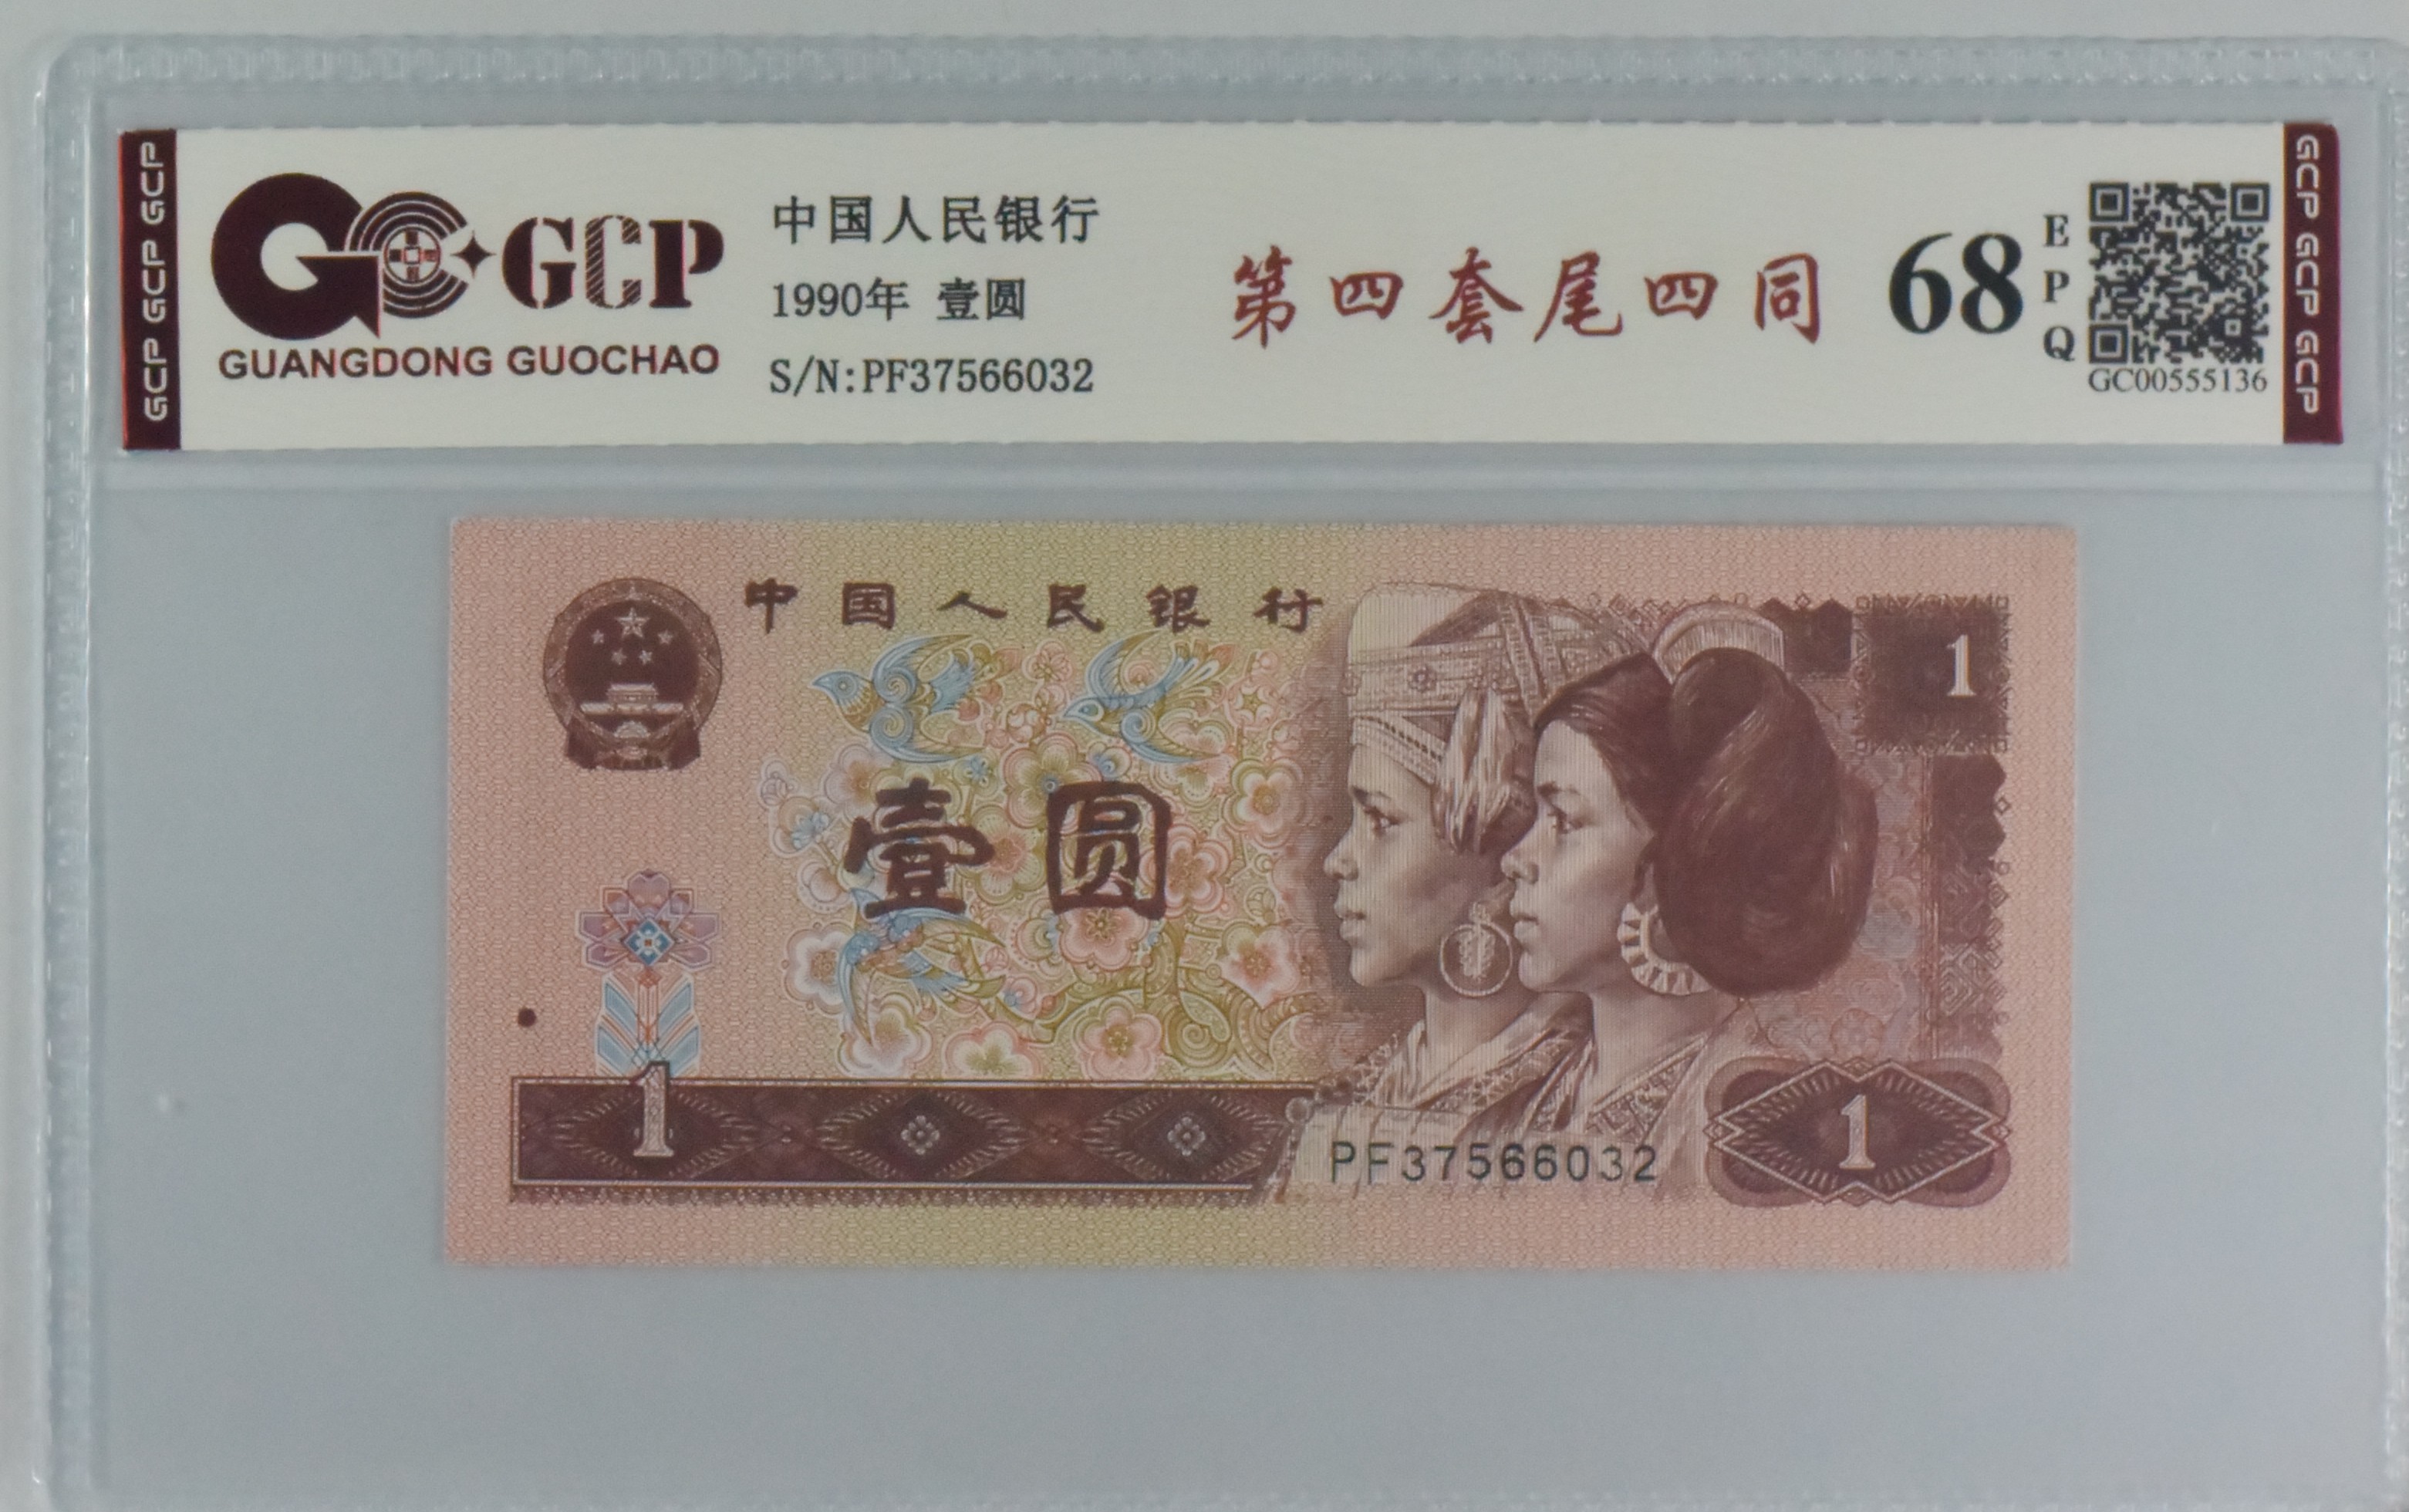 GCP GCP GCP
GCP
GUANGDONG GUOCHAO
中国人民银行
1990年 壹圆
S/N:PF37566032
第四套尾四同
68
EPQ
GC00555136
GCP GCP GCP
中国人民银行
1
壹圆
1
PF37566032
1